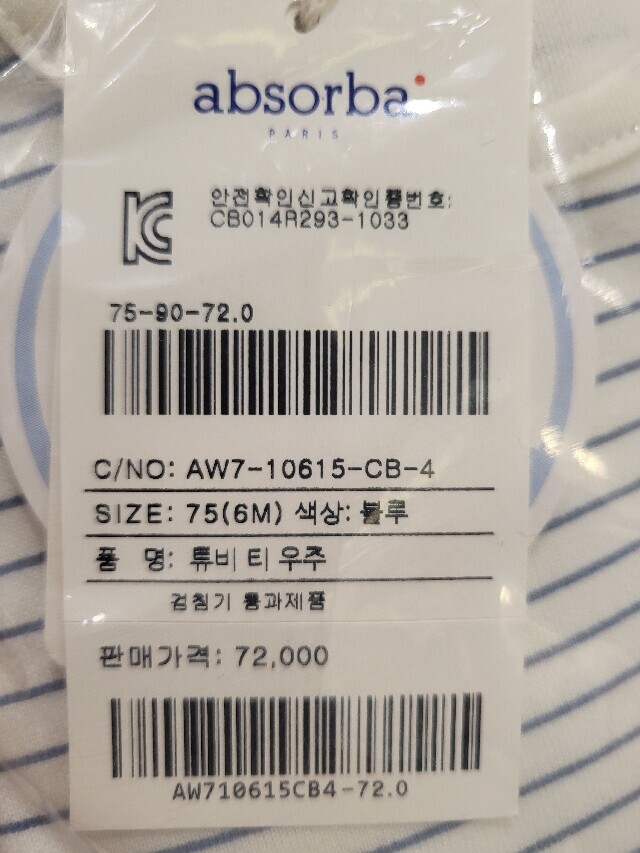 absorba
PARIS
안전확인신고확인증번호:
CB014R293-1033
75-90-72.0
C/NO: AW7-10615-CB-4
SIZE: 75(6M) 색상: 블루
품 명: 튜비 티 우주
검침기 통과제품
판매가격: 72,000
AW710615CB4-72.0